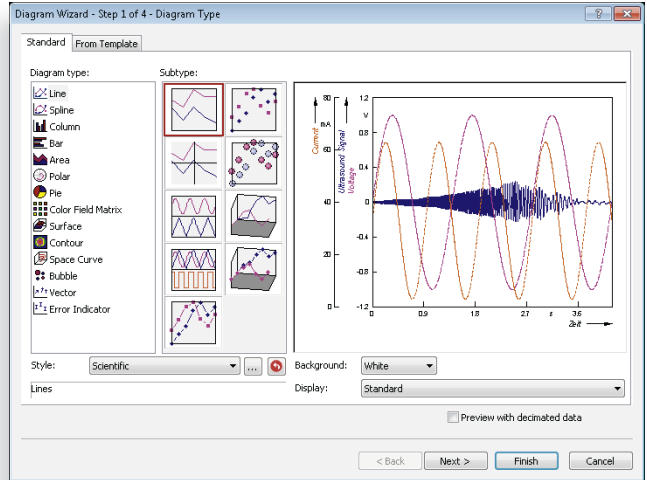 Diagram Wizard - Step 1 of 4 - Diagram Type
Standard
From Template
Diagram type:
Subtype:
Line
Spline
Column
Bar
Area
Polar
Pie
Color Field Matrix
Surface
Contour
Space Curve
Bubble
Vector
Error Indicator
Current
mA
Ultrasound Signal
Voltage
80
60
40
20
0
1.2
V
0.8
0.4
0
-0.4
-0.8
-1.2
0
0.9
1.8
2.7
s
3.6
Zeit
Style:
Scientific
...
Background:
White
Lines
Display:
Standard
Preview with decimated data
< Back
Next >
Finish
Cancel